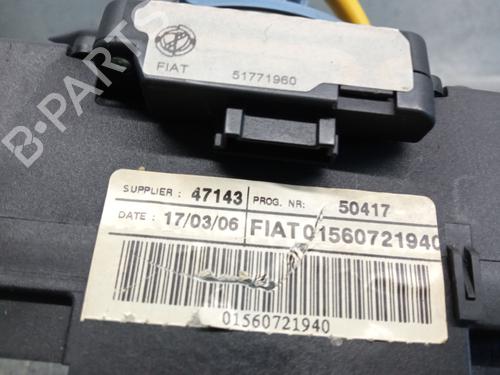 FIAT 51771960
SUPPLIER : 47143 PROG. NR: 50417
DATE : 17/03/06 FIAT 01560721940
01560721940
B-PARTS